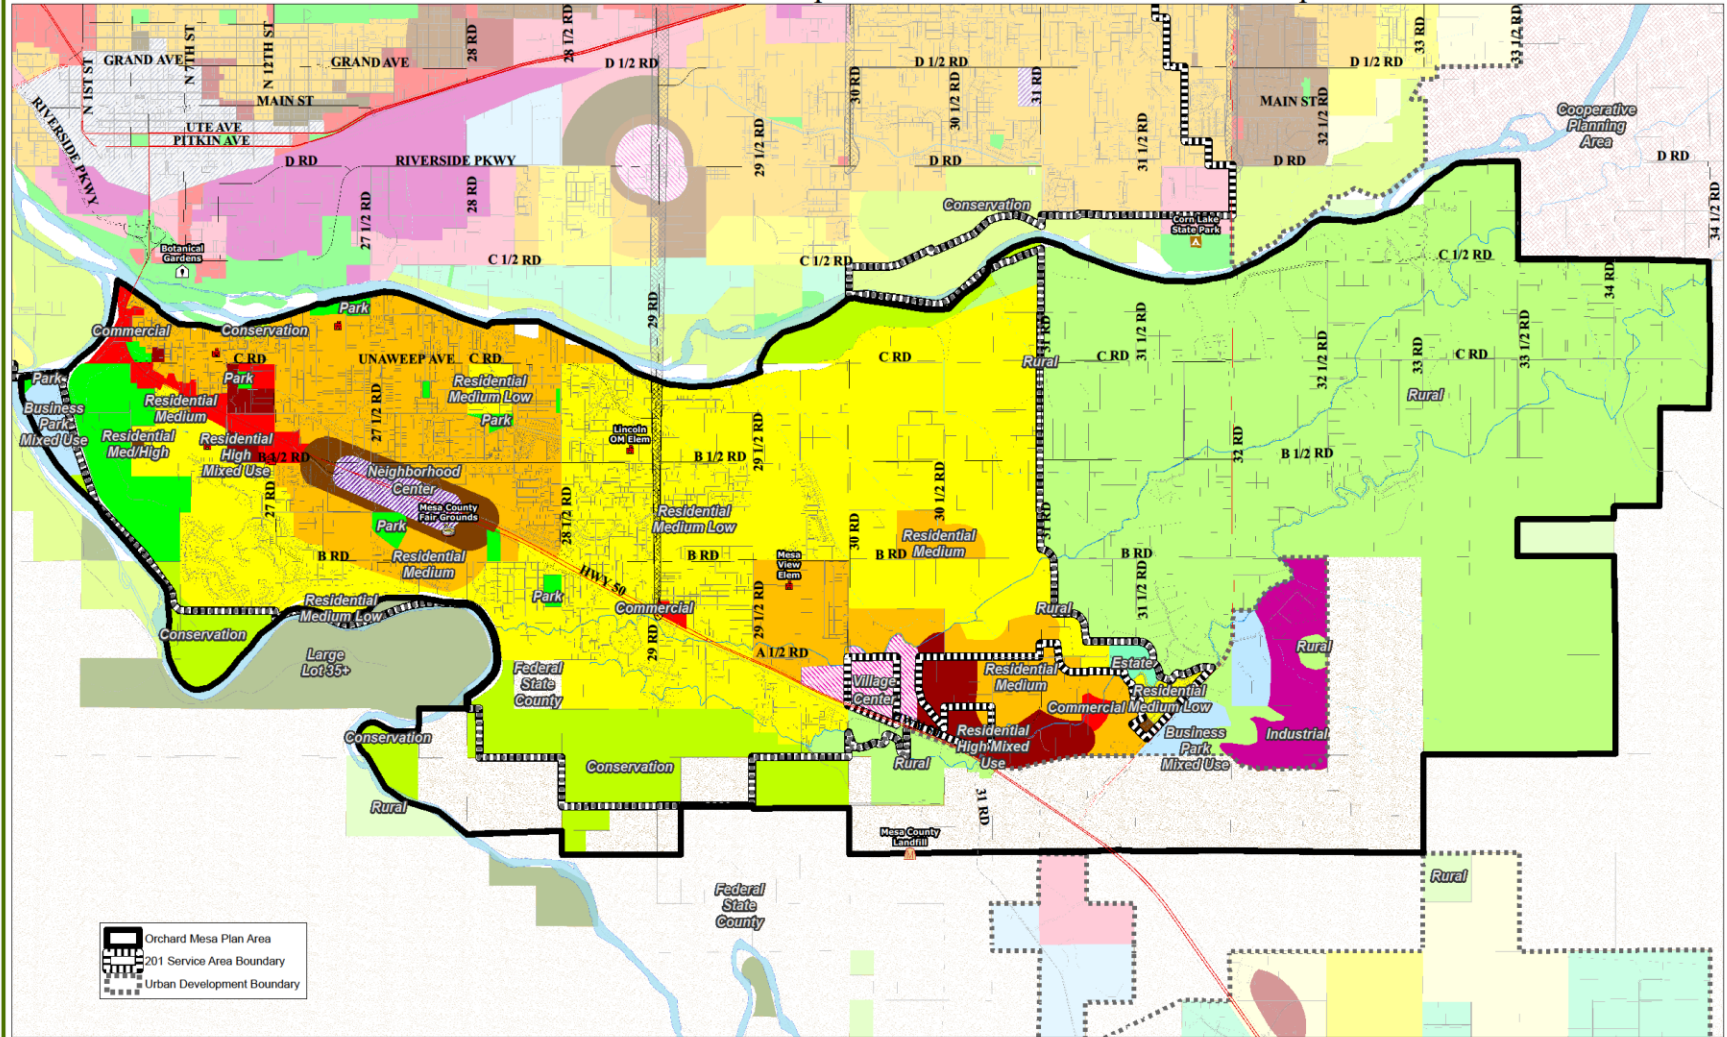 28 1/2 RD
33 1/2 RD
N 7TH ST
N 12TH ST
28 RD
33 RD
GRAND AVE
GRAND AVE
D 1/2 RD
D 1/2 RD
D 1/2 RD
N 1ST ST
30 RD
30 1/2 RD
31 RD
MAIN ST
MAIN ST
32 1/2 RD
Cooperative
Planning
Area
RIVERSIDE PKWY
UTE AVE
PITKIN AVE
29 1/2 RD
31 1/2 RD
D RD
RIVERSIDE PKWY
D RD
D RD
D RD
27 1/2 RD
28 RD
34 1/2 RD
Conservation
Corn Lake
State Park
Botanical
Gardens
C 1/2 RD
C 1/2 RD
C 1/2 RD
34 RD
29 RD
Park
Commercial
Conservation
31 RD
31 1/2 RD
32 1/2 RD
33 RD
33 1/2 RD
C RD
UNAWEEP AVE
C RD
C RD
Rural
C RD
C RD
Park
Park
Residential
Medium Low
Rural
Business
Park
Mixed Use
Residential
Medium
27 1/2 RD
Park
Residential
Med/High
Residential
High
Mixed Use
Lincoln
OM Elem
29 1/2 RD
32 RD
B 1/2 RD
B 1/2 RD
B 1/2 RD
Neighborhood
Center
27 RD
28 1/2 RD
30 1/2 RD
Mesa County
Fair Grounds
Park
Residential
Medium Low
30 RD
31 RD
Residential
Medium
B RD
Residential
Medium
B RD
B RD
B RD
Mesa
View
Elem
HWY 50
Park
Residential
Medium Low
Commercial
29 1/2 RD
Rural
31 1/2 RD
Conservation
29 RD
A 1/2 RD
Rural
Large
Lot 35+
Federal
State
County
Village
Center
Residential
Medium
Estate
Residential
Medium Low
Commercial
Conservation
Residential
High Mixed
Use
Business
Park
Mixed Use
Industrial
Conservation
Rural
Rural
31 RD
Mesa County
Landfill
Federal
State
County
Rural
Orchard Mesa Plan Area
201 Service Area Boundary
Urban Development Boundary